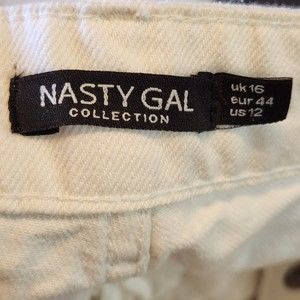 NASTY GAL
COLLECTION
uk 16
eur 44
us 12